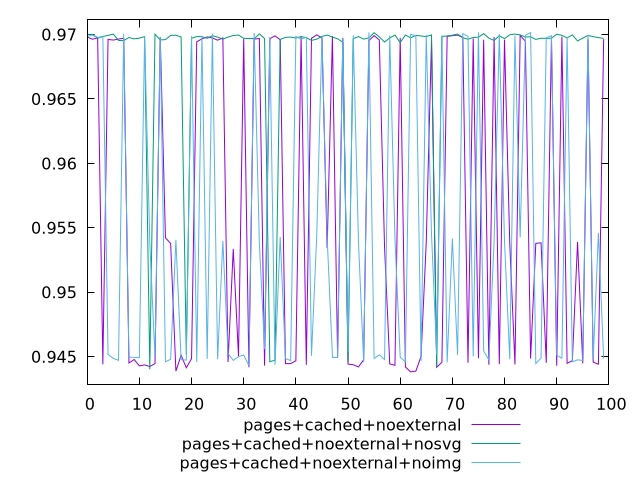 0.97
0.965
0.96
0.955
0.95
0.945
0 10 20 30 40 50 60 70 80 90 100
pages+cached+noexternal
pages+cached+noexternal+nosvg
pages+cached+noexternal+noimg